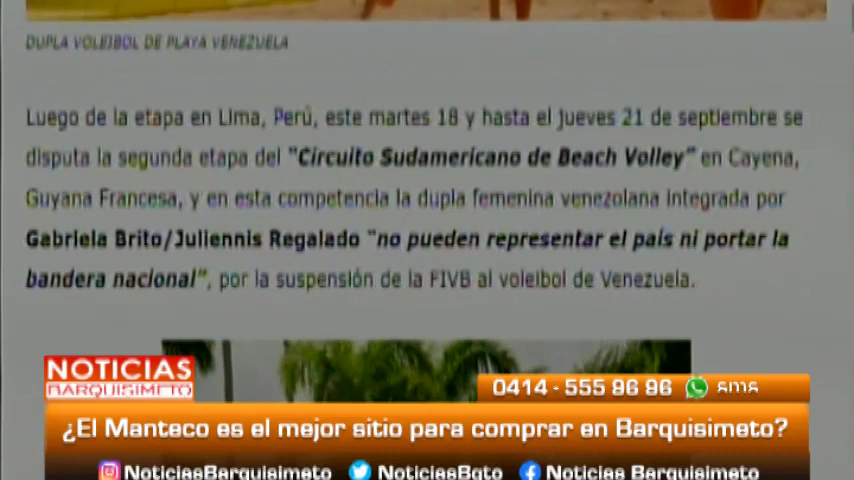 DUPLA VOLEIBOL DE PLAYA VENEZUELA
Luego de la etapa en Lima, Perú, este martes 18 y hasta el jueves 21 de septiembre se
disputa la segunda etapa del "Circuito Sudamericano de Beach Volley" en Cayena,
Guyana Francesa, y en esta competencia la dupla femenina venezolana integrada por
Gabriela Brito/Juliennis Regalado "no pueden representar el país ni portar la
bandera nacional", por la suspensión de la FIVB al voleibol de Venezuela.
NOTICIAS
BARQUISIMETO
0414 - 555 96 96 sms
¿El Manteco es el mejor sitio para comprar en Barquisimeto?
NoticiasBarquisimeto NoticiasBqto Noticias Barquisimeto